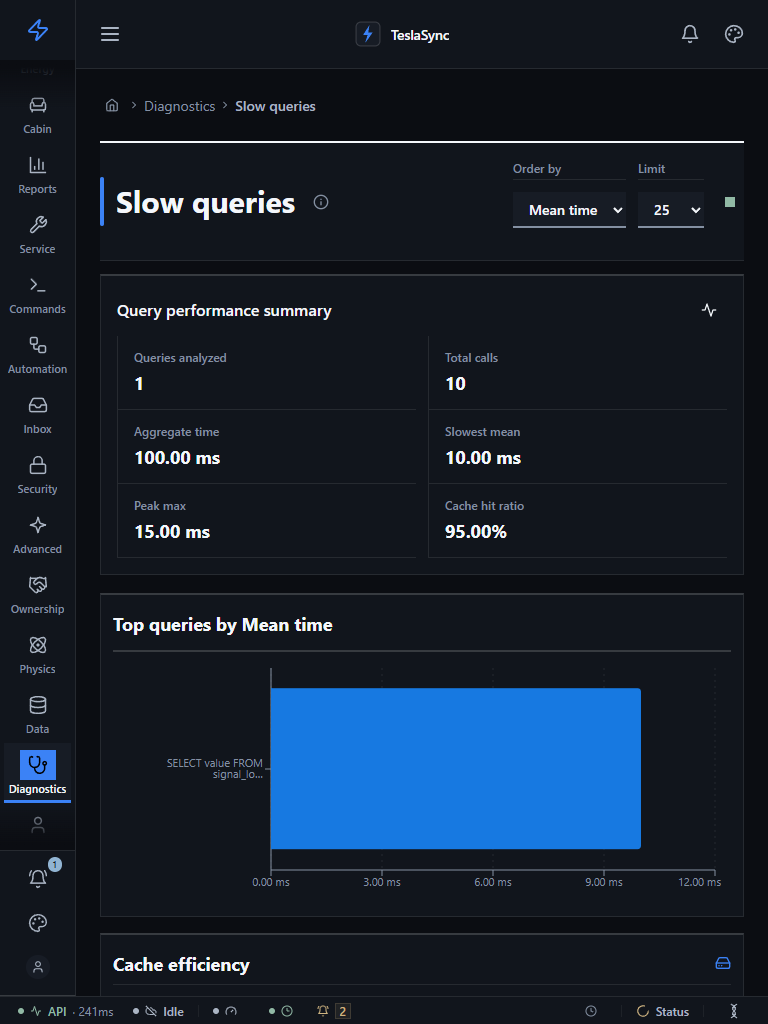 TeslaSync
Energy
Cabin
Reports
Service
Commands
Automation
Inbox
Security
Advanced
Ownership
Physics
Data
Diagnostics
1
Diagnostics
Slow queries
Slow queries
Order by
Mean time
Limit
25
Query performance summary
Queries analyzed
1
Total calls
10
Aggregate time
100.00 ms
Slowest mean
10.00 ms
Peak max
15.00 ms
Cache hit ratio
95.00%
Top queries by Mean time
SELECT value FROM
signal_lo...
0.00 ms
3.00 ms
6.00 ms
9.00 ms
12.00 ms
Cache efficiency
API · 241ms
Idle
2
Status